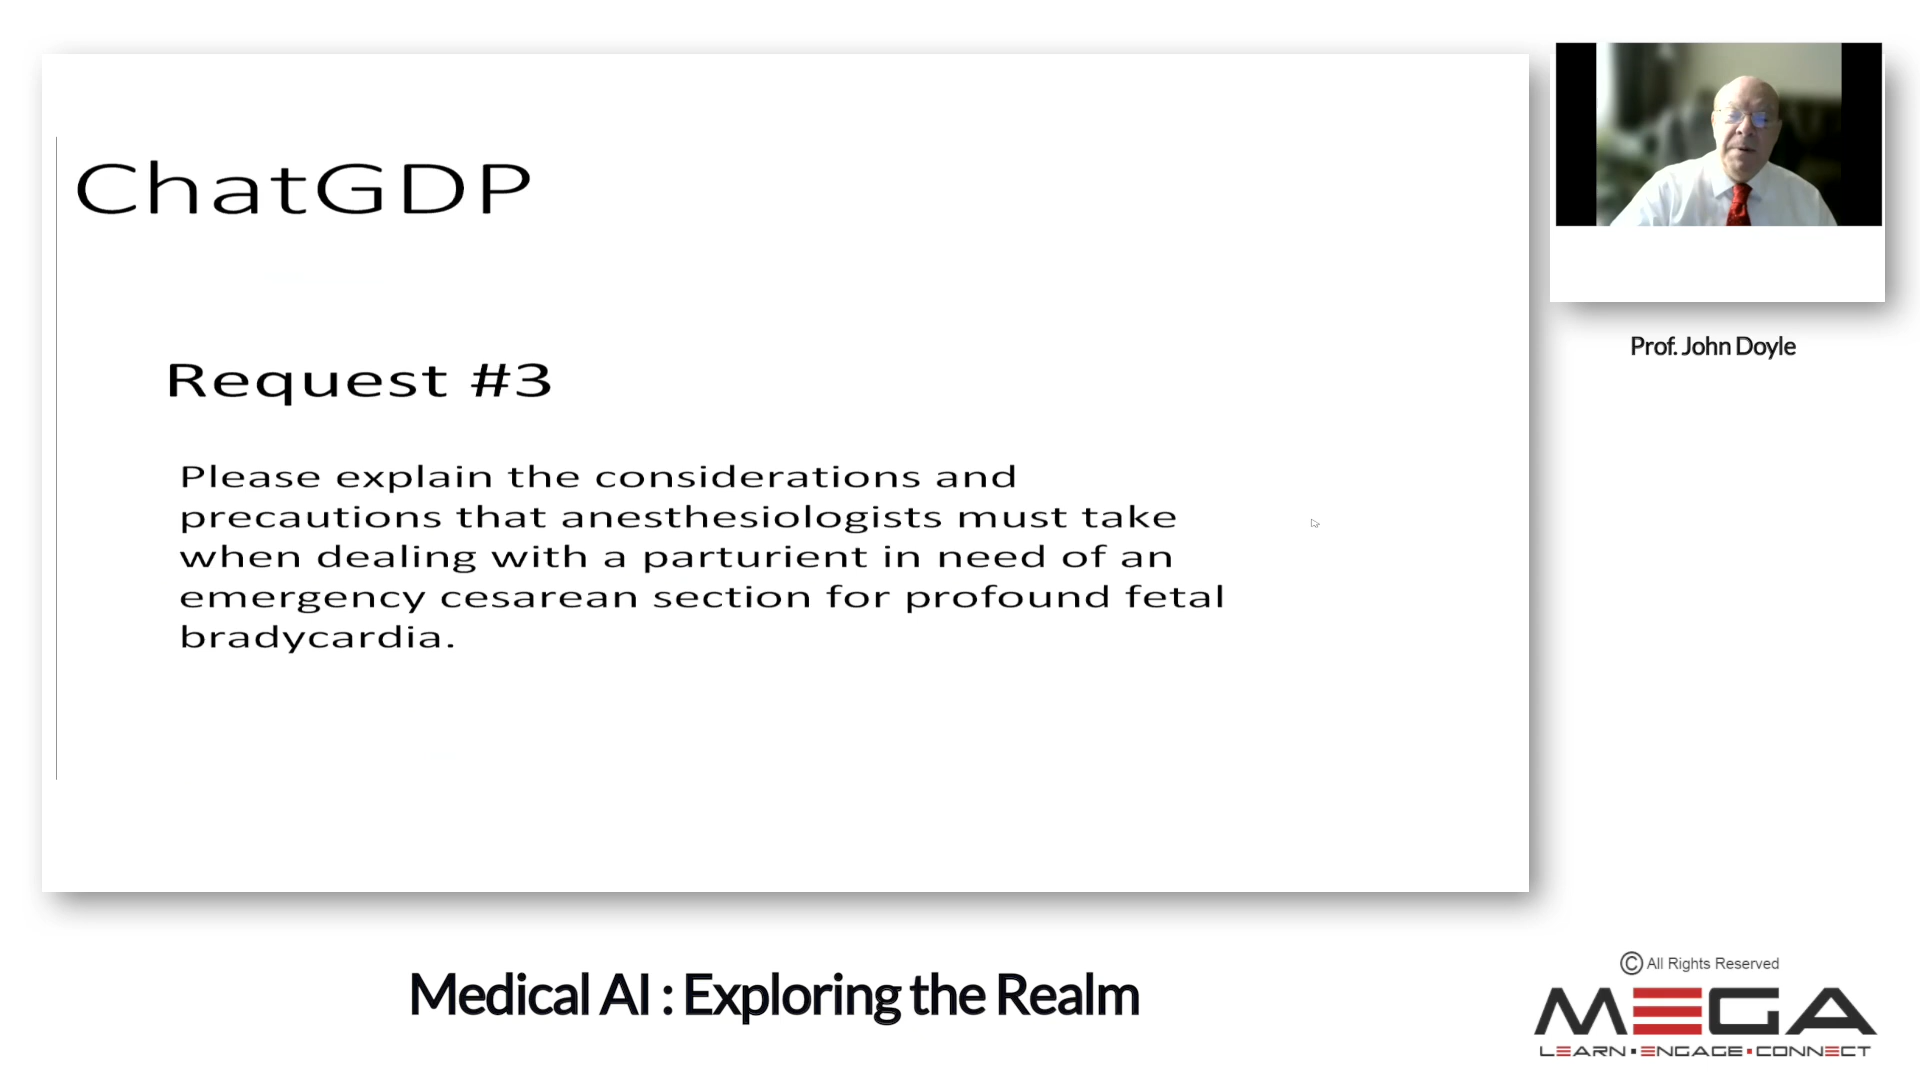 ChatGDP
Request #3
Please explain the considerations and
precautions that anesthesiologists must take
when dealing with a parturient in need of an
emergency cesarean section for profound fetal
bradycardia.
Prof. John Doyle
Medical AI : Exploring the Realm
© All Rights Reserved
MEGA
LEARN▪ENGAGE▪CONNECT